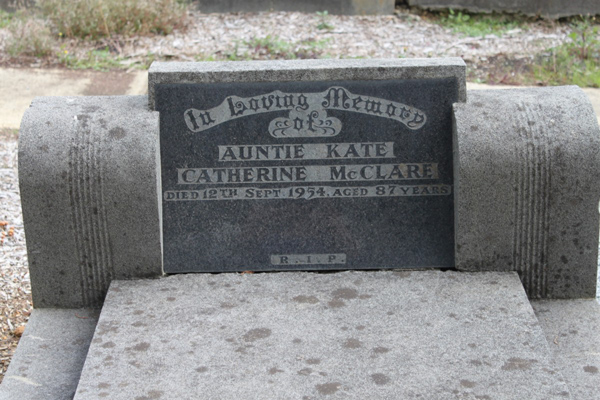 In Loving Memory
of
AUNTIE KATE
CATHERINE McCLARE
DIED 12TH SEPT. 1954. AGED 87 YEARS
R.I.P.